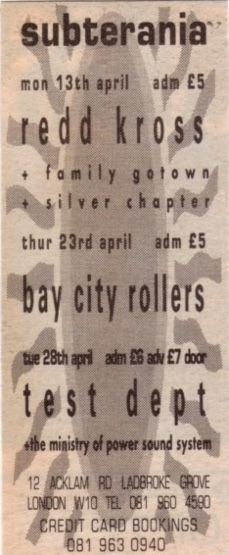 subterania
mon 13th april adm £5
redd kross
+ family gotown
+ silver chapter
thur 23rd april adm £5
bay city rollers
tue 28th april adm £6 adv £7 door
test dept
+the ministry of power sound system
12 ACKLAM RD LADBROKE GROVE
LONDON W10 TEL 081 960 4590
CREDIT CARD BOOKINGS
081 963 0940